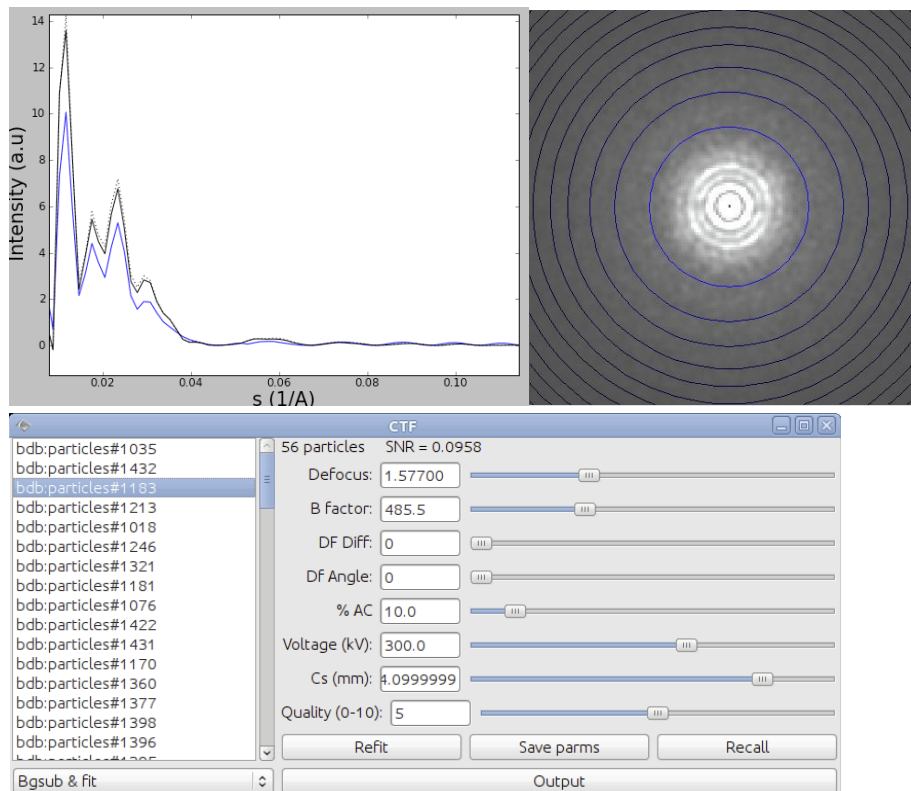 14
12
10
8
6
4
2
0
Intensity (a.u)
0.02 0.04 0.06 0.08 0.10
s (1/A)
CTF
bdb:particles#1035
bdb:particles#1432
bdb:particles#1183
bdb:particles#1213
bdb:particles#1018
bdb:particles#1246
bdb:particles#1321
bdb:particles#1181
bdb:particles#1076
bdb:particles#1422
bdb:particles#1431
bdb:particles#1170
bdb:particles#1360
bdb:particles#1377
bdb:particles#1398
bdb:particles#1396
Bgsub & fit
56 particles SNR = 0.0958
Defocus: 1.57700
B factor: 485.5
DF Diff: 0
Df Angle: 0
% AC 10.0
Voltage (kV): 300.0
Cs (mm): 4.0999999
Quality (0-10): 5
Refit Save parms Recall
Output